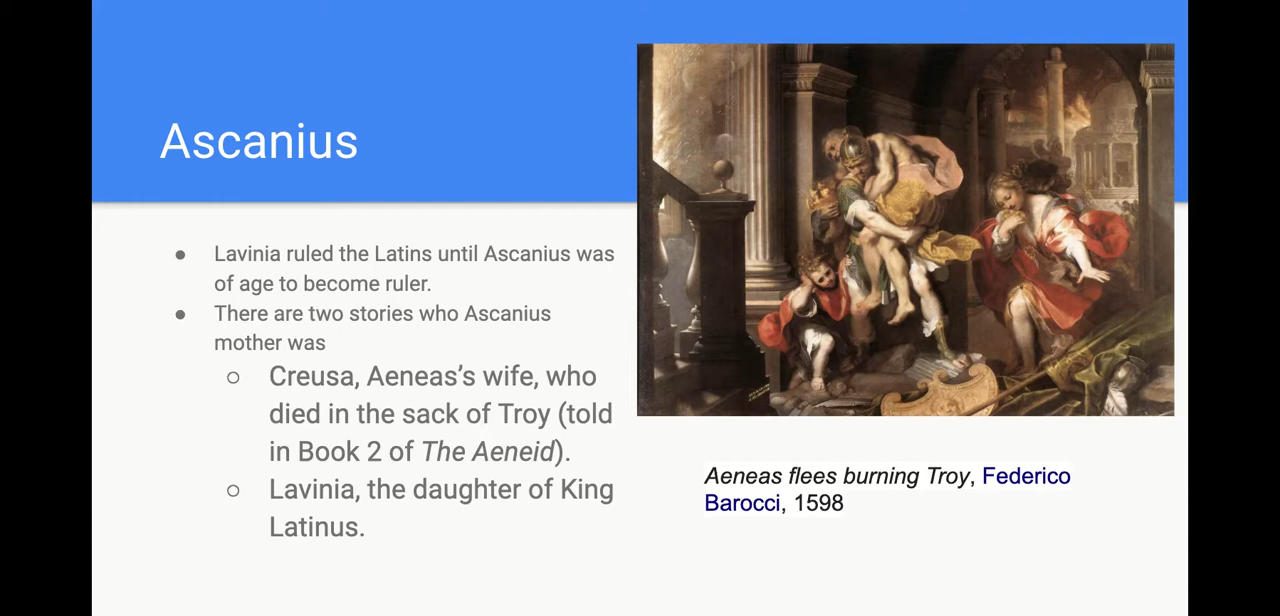 Ascanius
● Lavinia ruled the Latins until Ascanius was
of age to become ruler.
● There are two stories who Ascanius
mother was
○ Creusa, Aeneas’s wife, who
died in the sack of Troy (told
in Book 2 of The Aeneid).
○ Lavinia, the daughter of King
Latinus.
Aeneas flees burning Troy, Federico
Barocci, 1598